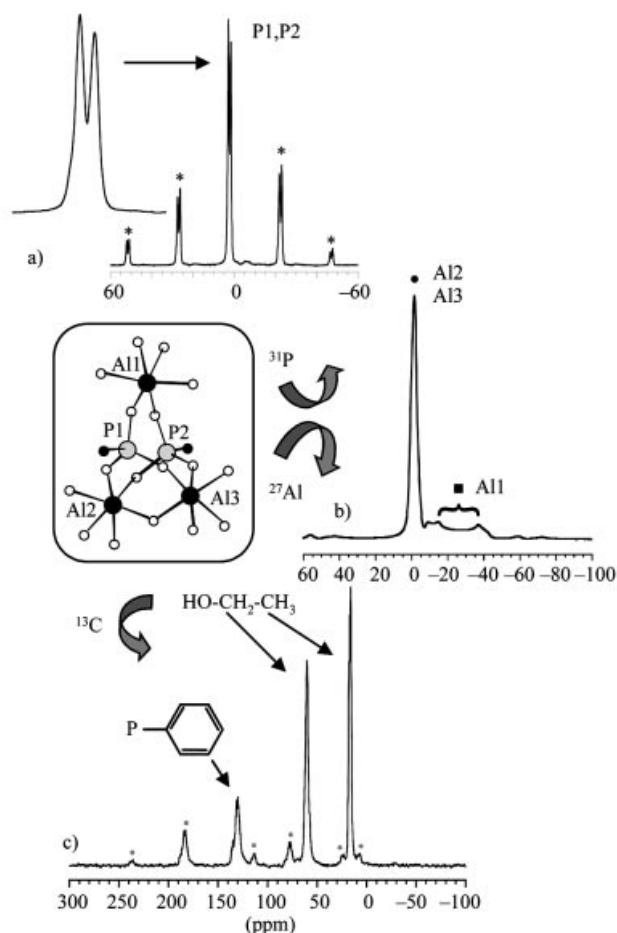 P1,P2
*
*
*
*
a)
60 0 –60
●
Al2
Al3
Al1
³¹P
P1 P2
²⁷Al
Al2
Al3
■ Al1
b)
60 40 20 0 –20 –40 –60 –80 –100
¹³C
HO-CH₂-CH₃
P
c)
* * * * * *
300 250 200 150 100 50 0 –50 –100
(ppm)